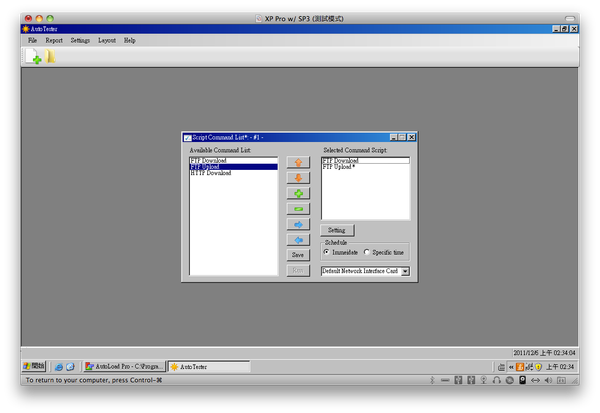 XP Pro w/ SP3 (測試模式)
AutoTester
File Report Settings Layout Help
Script Command List*: - #1 -
Available Command List:
Selected Command Script:
FTP Download
FTP Upload
HTTP Download
FTP Download
FTP Upload *
Setting
Schedule
Immeidete
Specific time
Save
Default Network Interface Card
2011/12/6 上午 02:34:04
開始
AutoLoad Pro - C:\Progra...
AutoTester
上午 02:34
To return to your computer, press Control-⌘